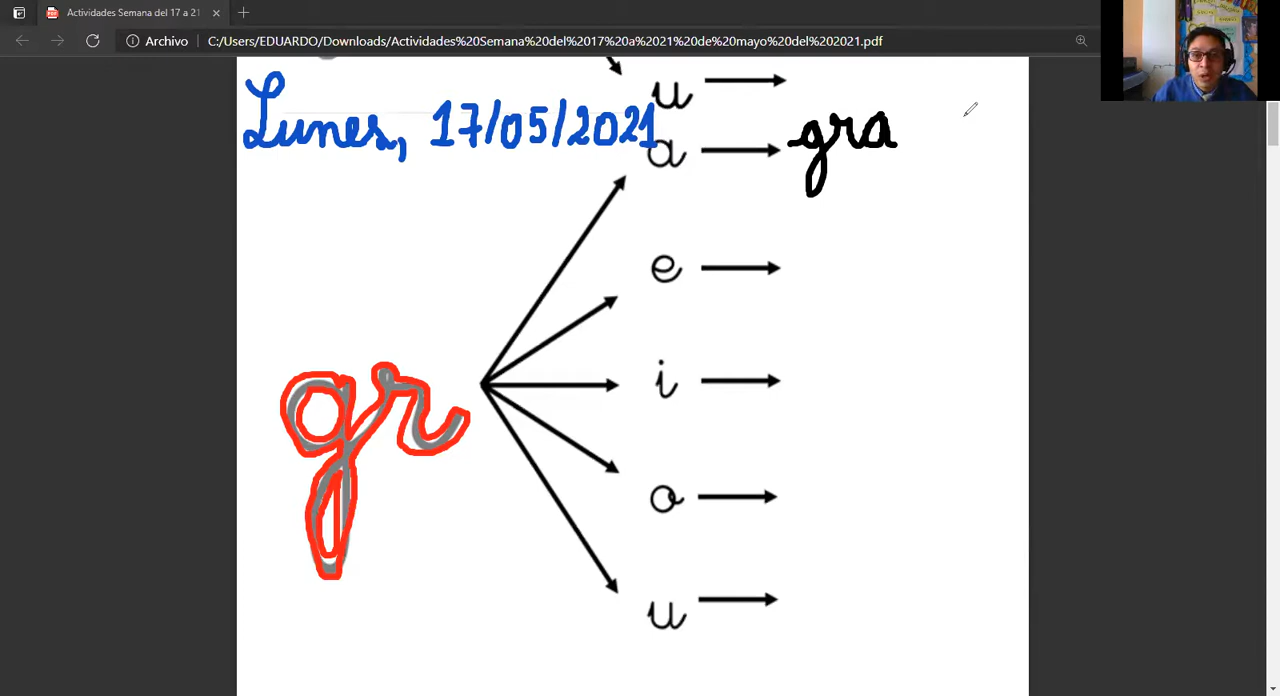 Actividades Semana del 17 a 21
Archivo C:/Users/EDUARDO/Downloads/Actividades%20Semana%20del%2017%20a%2021%20de%20mayo%20del%202021.pdf
u
Lunes, 17/05/2021
a gra
e
i
gr
o
u